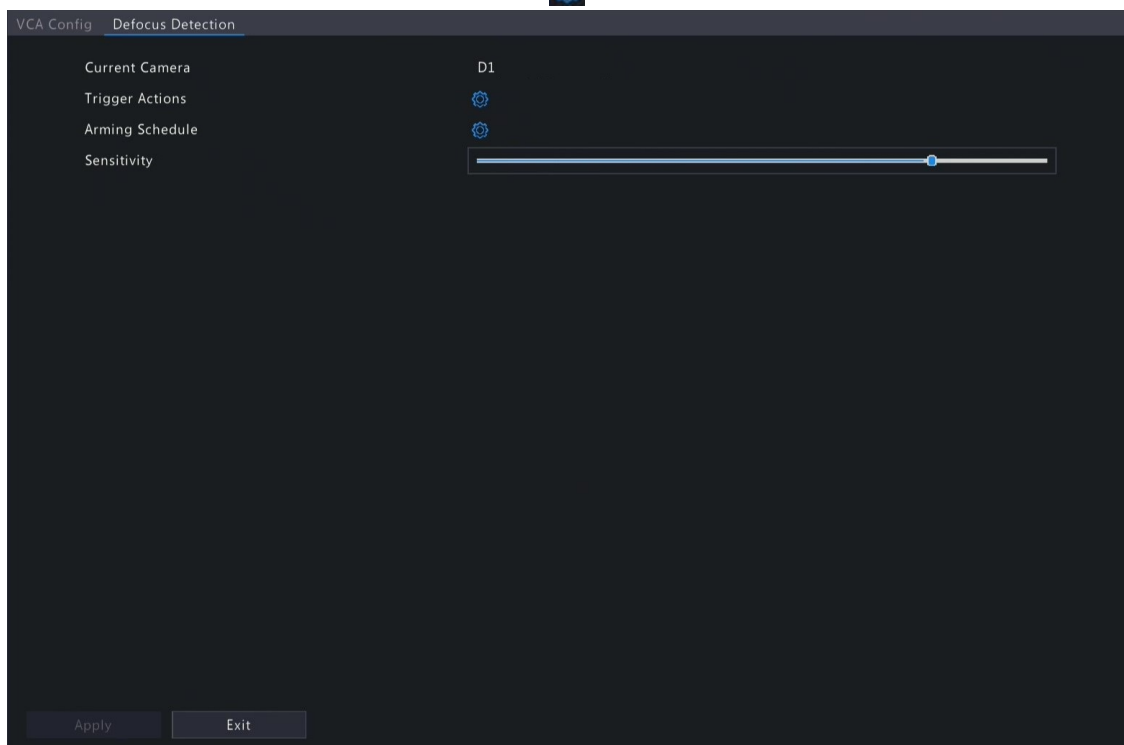 VCA Config Defocus Detection
Current Camera D1
Trigger Actions
Arming Schedule
Sensitivity
Apply Exit